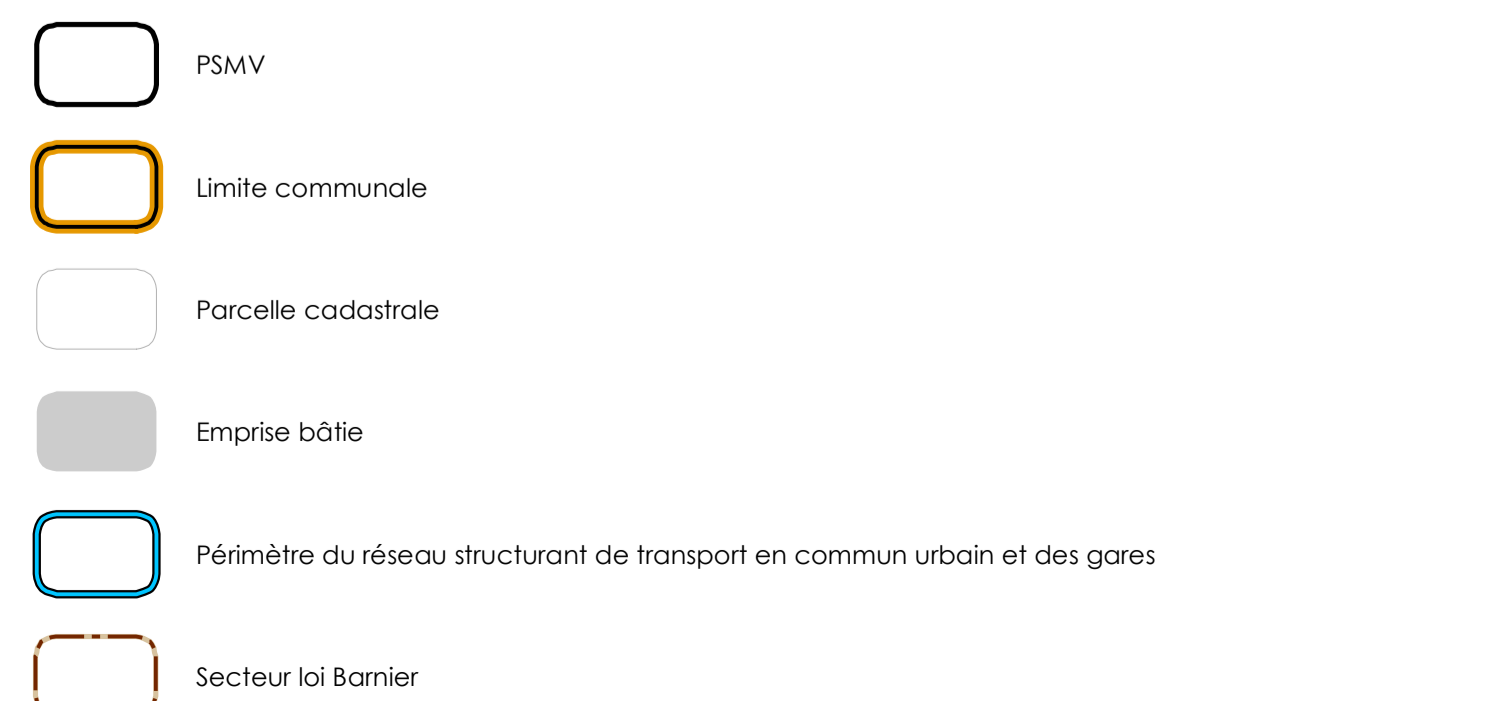 PSMV
Limite communale
Parcelle cadastrale
Emprise bâtie
Périmètre du réseau structurant de transport en commun urbain et des gares
Secteur loi Barnier